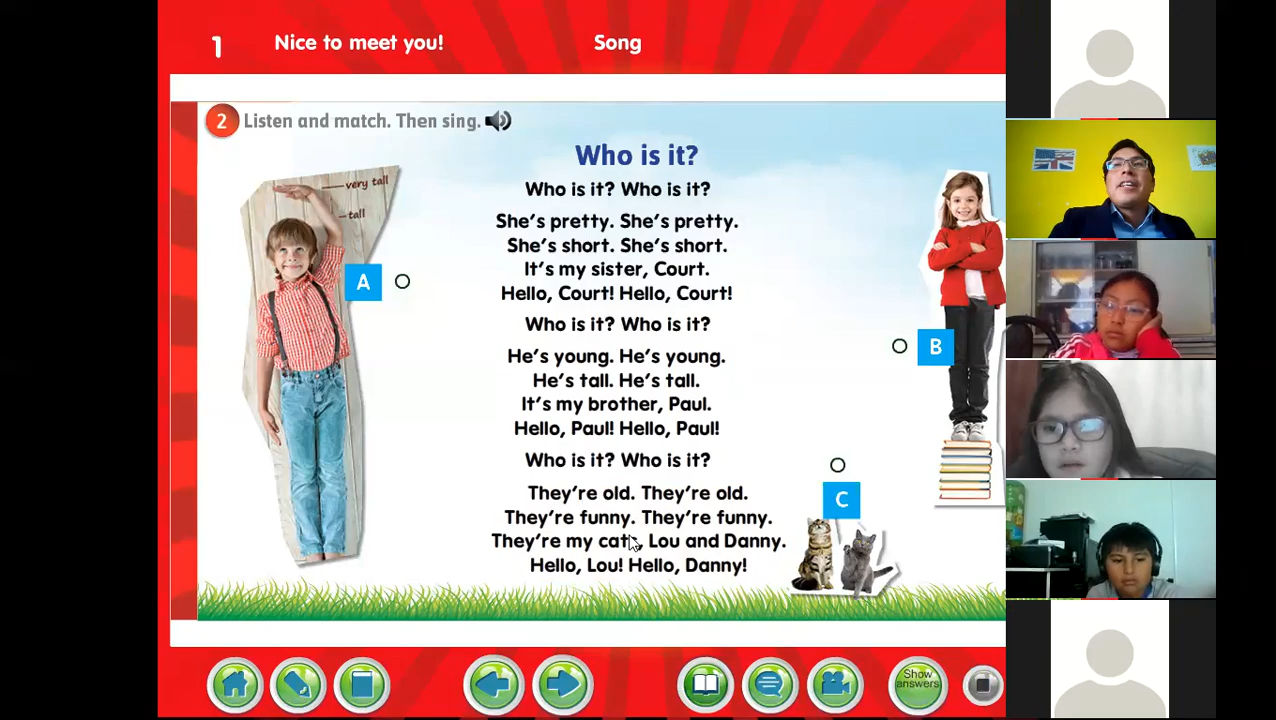 1 Nice to meet you! Song
2 Listen and match. Then sing.
Who is it?
very tall
tall
Who is it? Who is it?
She's pretty. She's pretty.
She's short. She's short.
It's my sister, Court.
Hello, Court! Hello, Court!
A
Who is it? Who is it?
He's young. He's young.
He's tall. He's tall.
It's my brother, Paul.
Hello, Paul! Hello, Paul!
B
Who is it? Who is it?
They're old. They're old.
They're funny. They're funny.
They're my cats, Lou and Danny.
Hello, Lou! Hello, Danny!
C
Show
answers